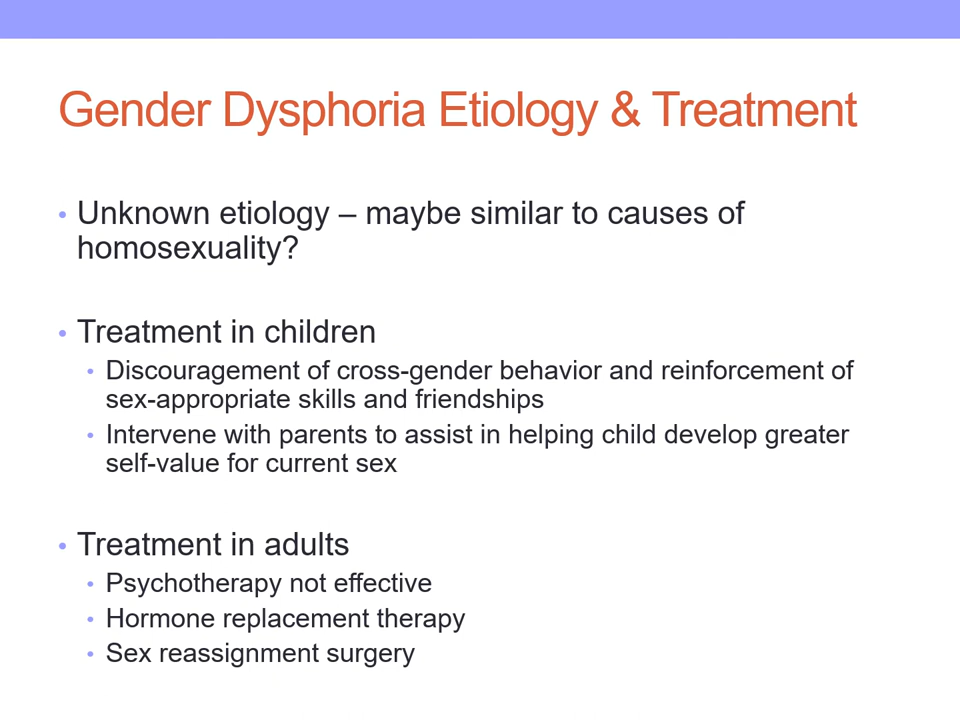 Gender Dysphoria Etiology & Treatment
• Unknown etiology – maybe similar to causes of
homosexuality?
• Treatment in children
• Discouragement of cross-gender behavior and reinforcement of
sex-appropriate skills and friendships
• Intervene with parents to assist in helping child develop greater
self-value for current sex
• Treatment in adults
• Psychotherapy not effective
• Hormone replacement therapy
• Sex reassignment surgery